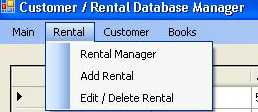 Customer / Rental Database Manager
Main Rental Customer Books
Rental Manager
Add Rental
Edit / Delete Rental